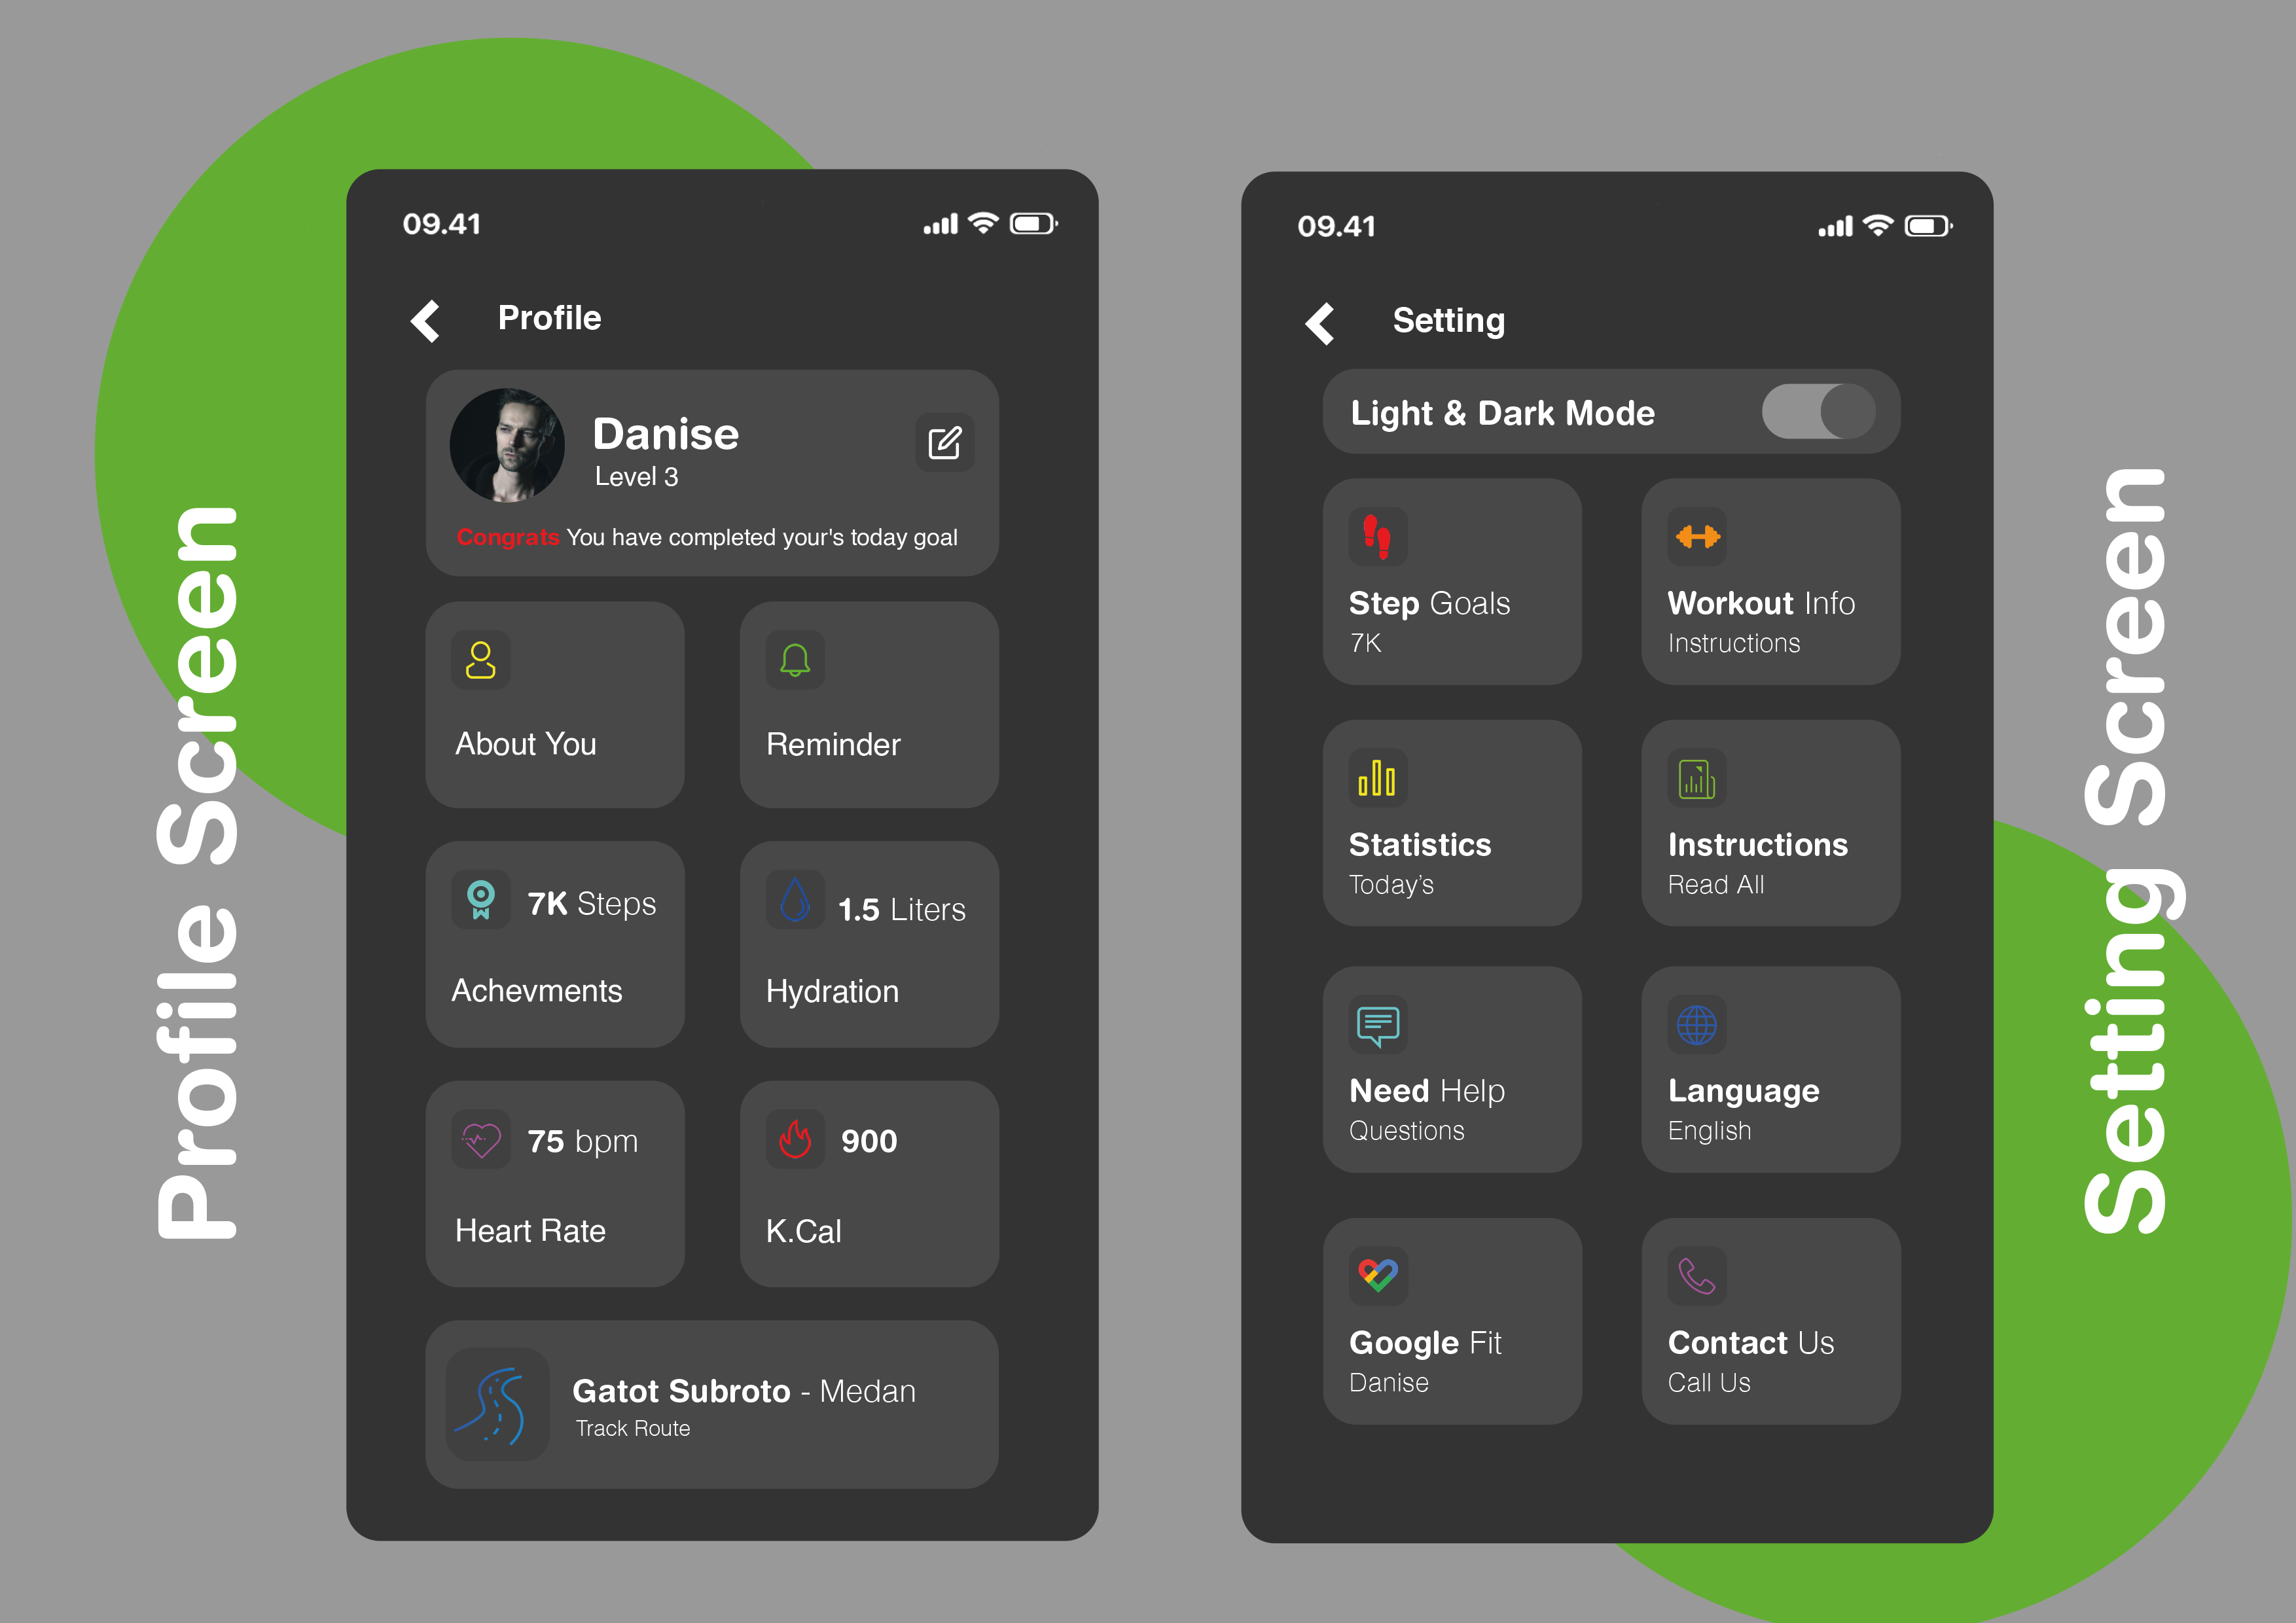 Profile Screen
09.41
Profile
Danise
Level 3
Congrats You have completed your's today goal
About You
Reminder
7K Steps
Achevments
1.5 Liters
Hydration
75 bpm
Heart Rate
900
K.Cal
Gatot Subroto - Medan
Track Route
09.41
Setting
Light & Dark Mode
Step Goals
7K
Workout Info
Instructions
Statistics
Today's
Instructions
Read All
Need Help
Questions
Language
English
Google Fit
Danise
Contact Us
Call Us
Setting Screen